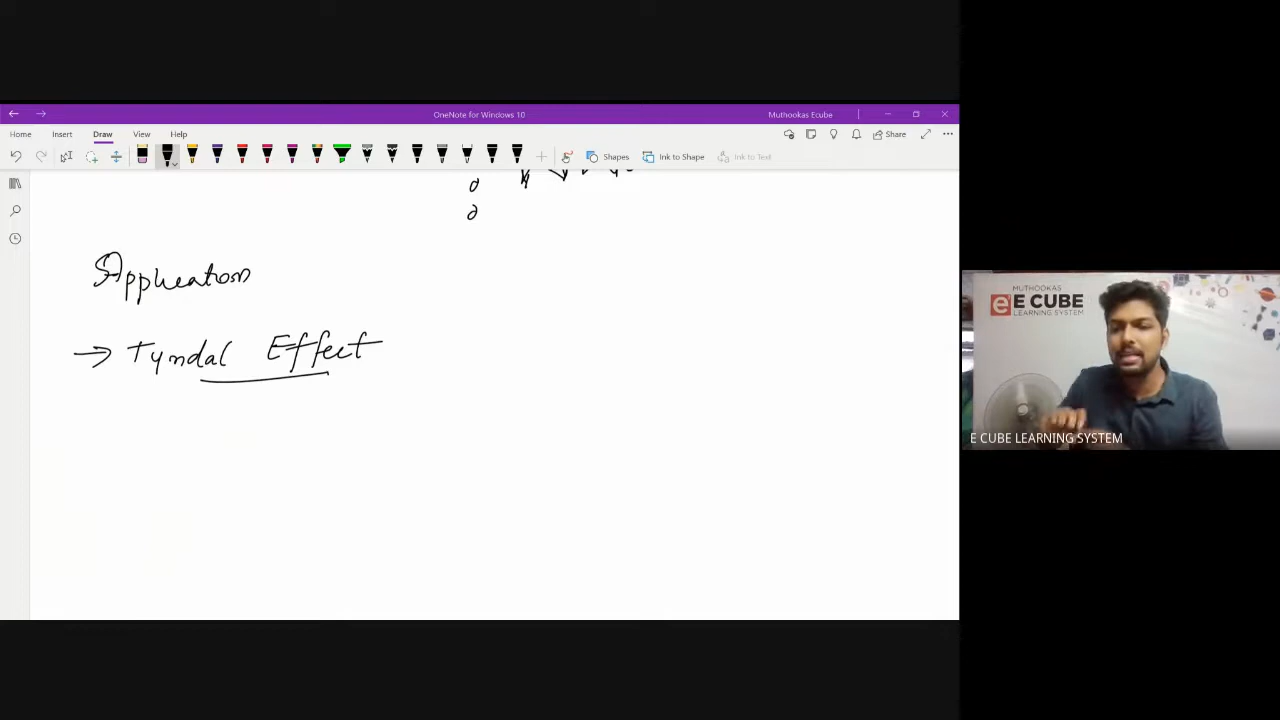 OneNote for Windows 10
Muthookas Ecube
Home Insert Draw View Help
Share
Shapes Ink to Shape Ink to Text
Application
→ Tyndal Effect
MUTHOOKAS
e E CUBE
LEARNING SYSTEM
E CUBE LEARNING SYSTEM